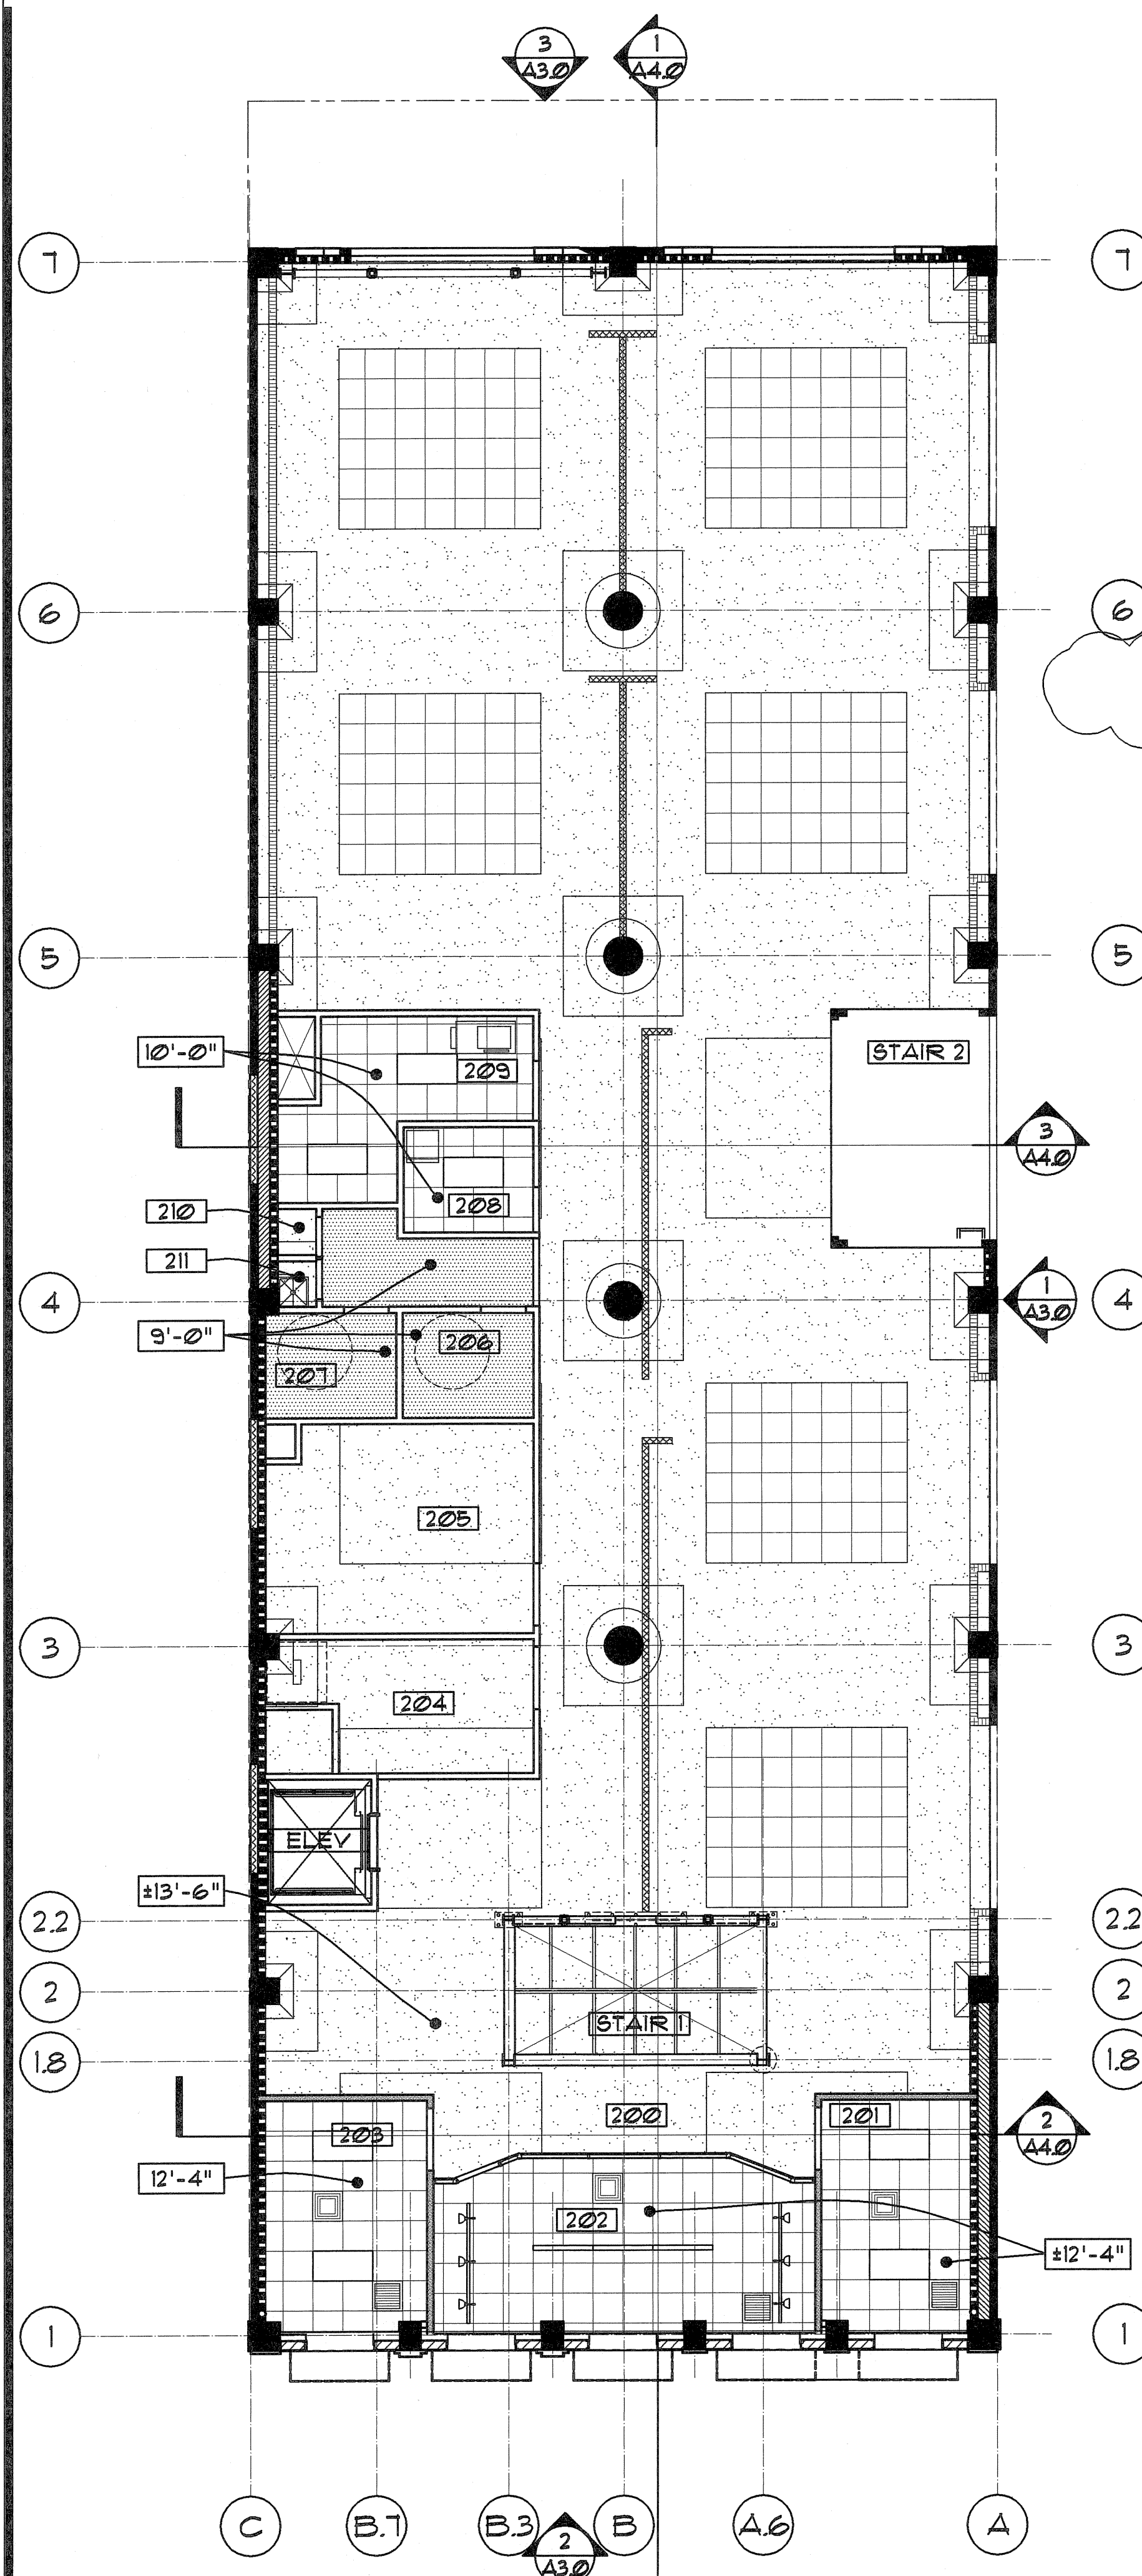 3 1
A3.0 A4.0
7 7
6 6
5 5
10'-0" 209 STAIR 2
3
A4.0
210 208
211
4 1 4
A3.0
9'-0" 206
207
205
3 3
204
ELEV
±13'-6"
2.2 2.2
2 2
STAIR 1
1.8 1.8
200 201
203 2
A4.0
12'-4"
202
±12'-4"
1 1
C B.7 B.3 B A.6 A
2
A3.0